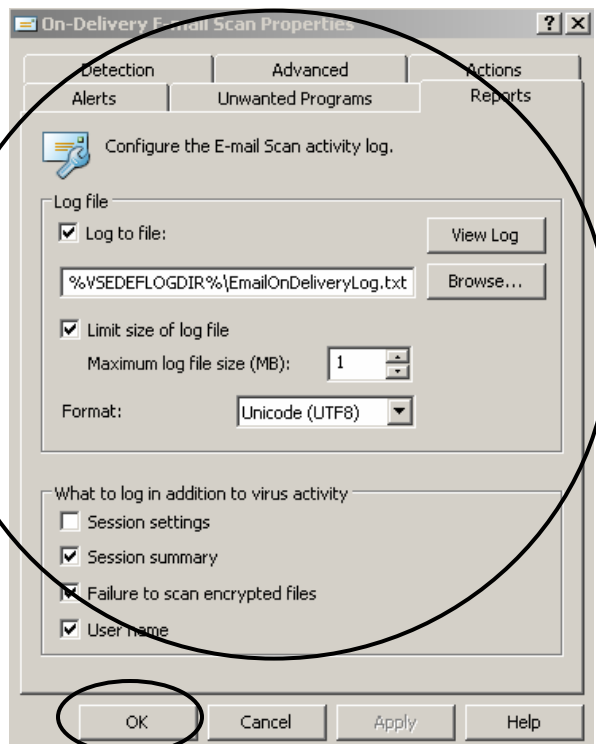 On-Delivery E-mail Scan Properties
Detection Advanced Actions
Alerts Unwanted Programs Reports
Configure the E-mail Scan activity log.
Log file
Log to file: View Log
%VSEDEFLOGDIR%\EmailOnDeliveryLog.txt Browse...
Limit size of log file
Maximum log file size (MB): 1
Format: Unicode (UTF8)
What to log in addition to virus activity
Session settings
Session summary
Failure to scan encrypted files
User name
OK Cancel Apply Help